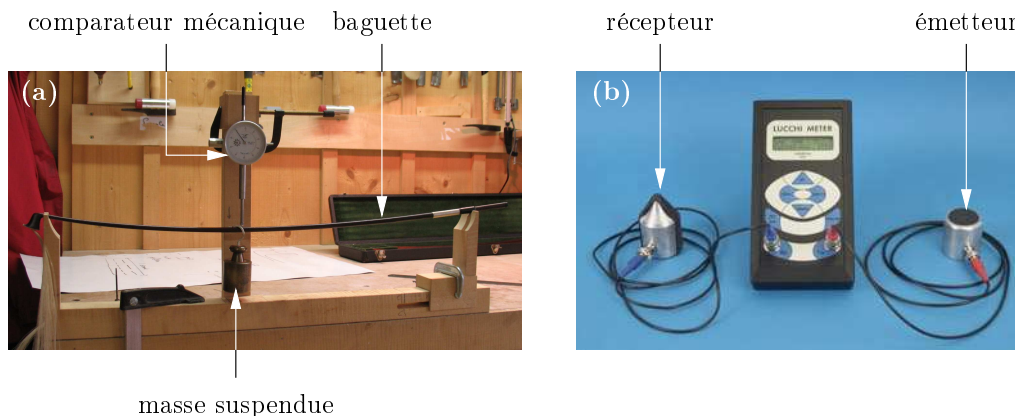 comparateur mécanique
baguette
récepteur
émetteur
(a)
(b)
LUCCHI METER
masse suspendue